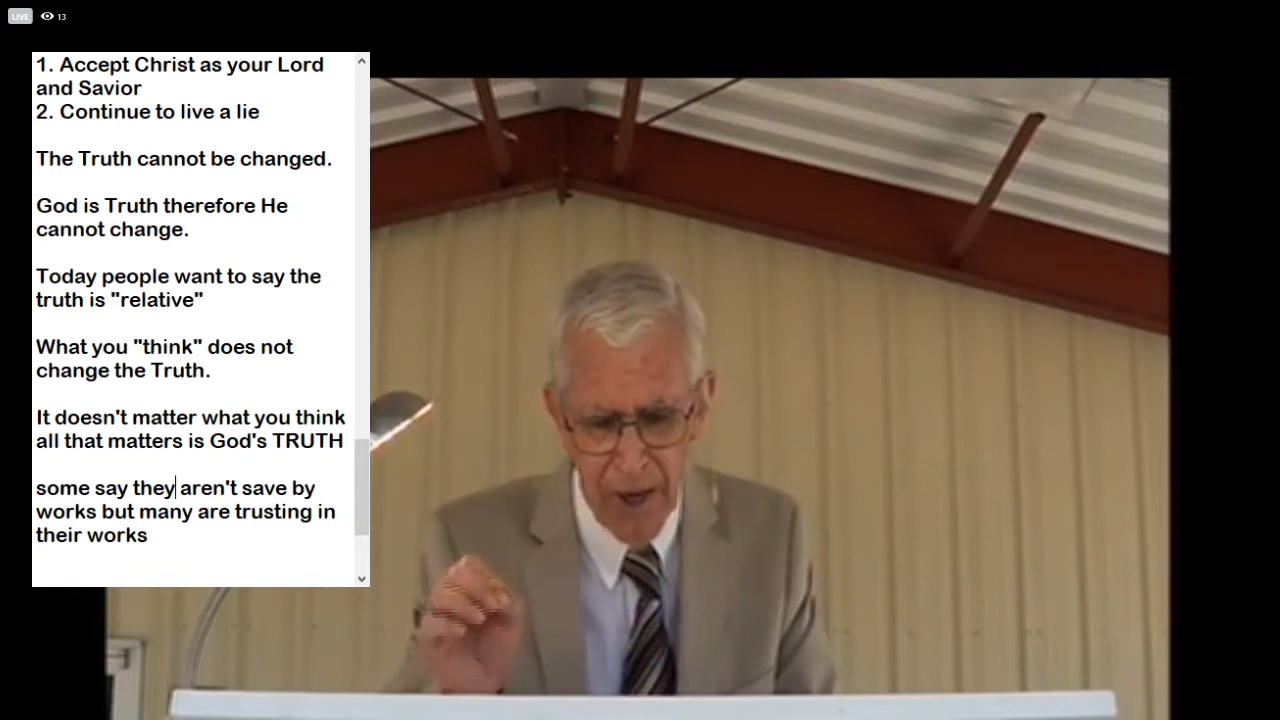 LIVE 13
1. Accept Christ as your Lord
and Savior
2. Continue to live a lie
The Truth cannot be changed.
God is Truth therefore He
cannot change.
Today people want to say the
truth is "relative"
What you "think" does not
change the Truth.
It doesn't matter what you think
all that matters is God's TRUTH
some say they aren't save by
works but many are trusting in
their works